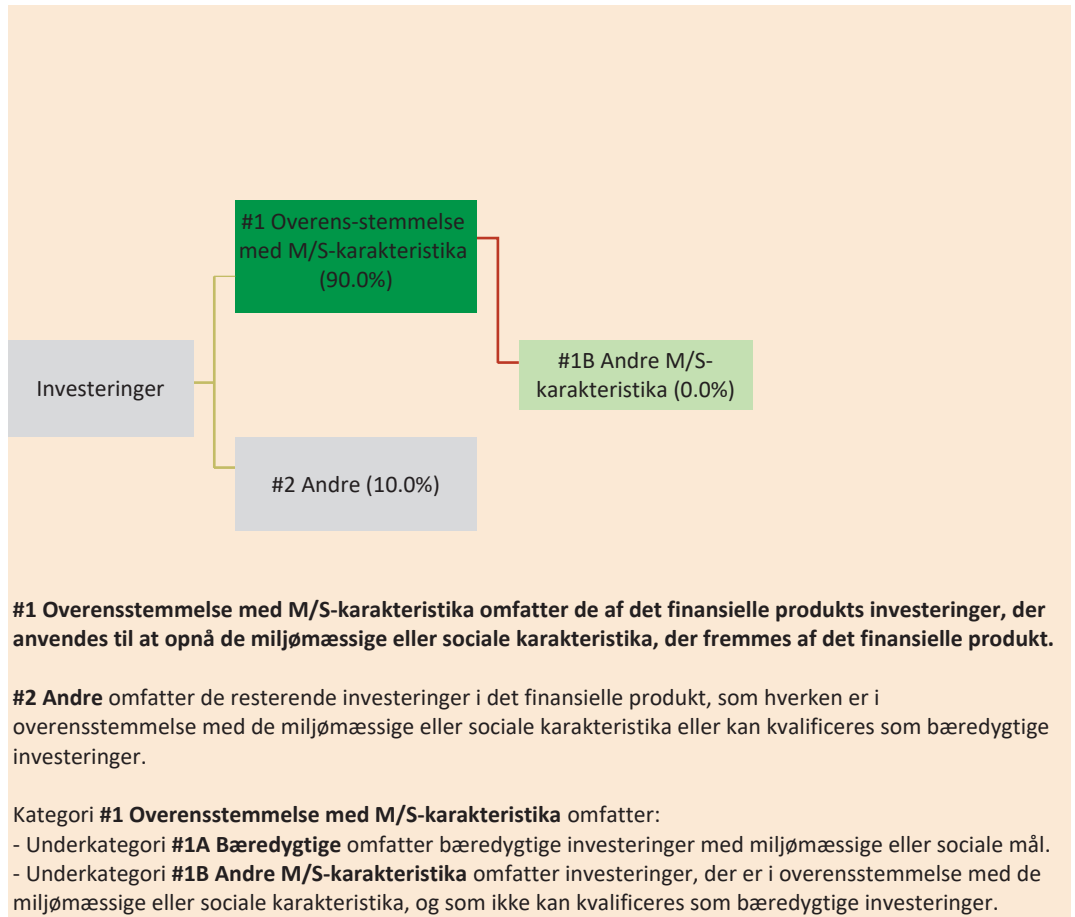 #1 Overens-stemmelse
med M/S-karakteristika
(90.0%)
Investeringer
#1B Andre M/S-
karakteristika (0.0%)
#2 Andre (10.0%)
#1 Overensstemmelse med M/S-karakteristika omfatter de af det finansielle produkts investeringer, der
anvendes til at opnå de miljømæssige eller sociale karakteristika, der fremmes af det finansielle produkt.
#2 Andre omfatter de resterende investeringer i det finansielle produkt, som hverken er i
overensstemmelse med de miljømæssige eller sociale karakteristika eller kan kvalificeres som bæredygtige
investeringer.
Kategori #1 Overensstemmelse med M/S-karakteristika omfatter:
- Underkategori #1A Bæredygtige omfatter bæredygtige investeringer med miljømæssige eller sociale mål.
- Underkategori #1B Andre M/S-karakteristika omfatter investeringer, der er i overensstemmelse med de
miljømæssige eller sociale karakteristika, og som ikke kan kvalificeres som bæredygtige investeringer.